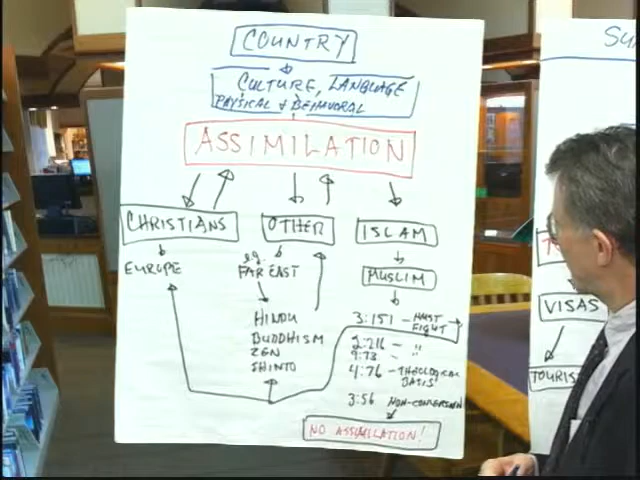 COUNTRY
CULTURE, LANGUAGE
PHYSICAL & BEHAVIORAL
ASSIMILATION
CHRISTIANS
OTHER
ISLAM
EUROPE
e.g.
FAR EAST
MUSLIM
HINDU
BUDDHISM
ZEN
SHINTO
3:151 - MUST FIGHT
2:216 - "
9:73 - "
4:76 - THEOLOGICAL BASIS
3:56 NON-CONVERSION
NO ASSIMILATION!
VISAS
TOURIS